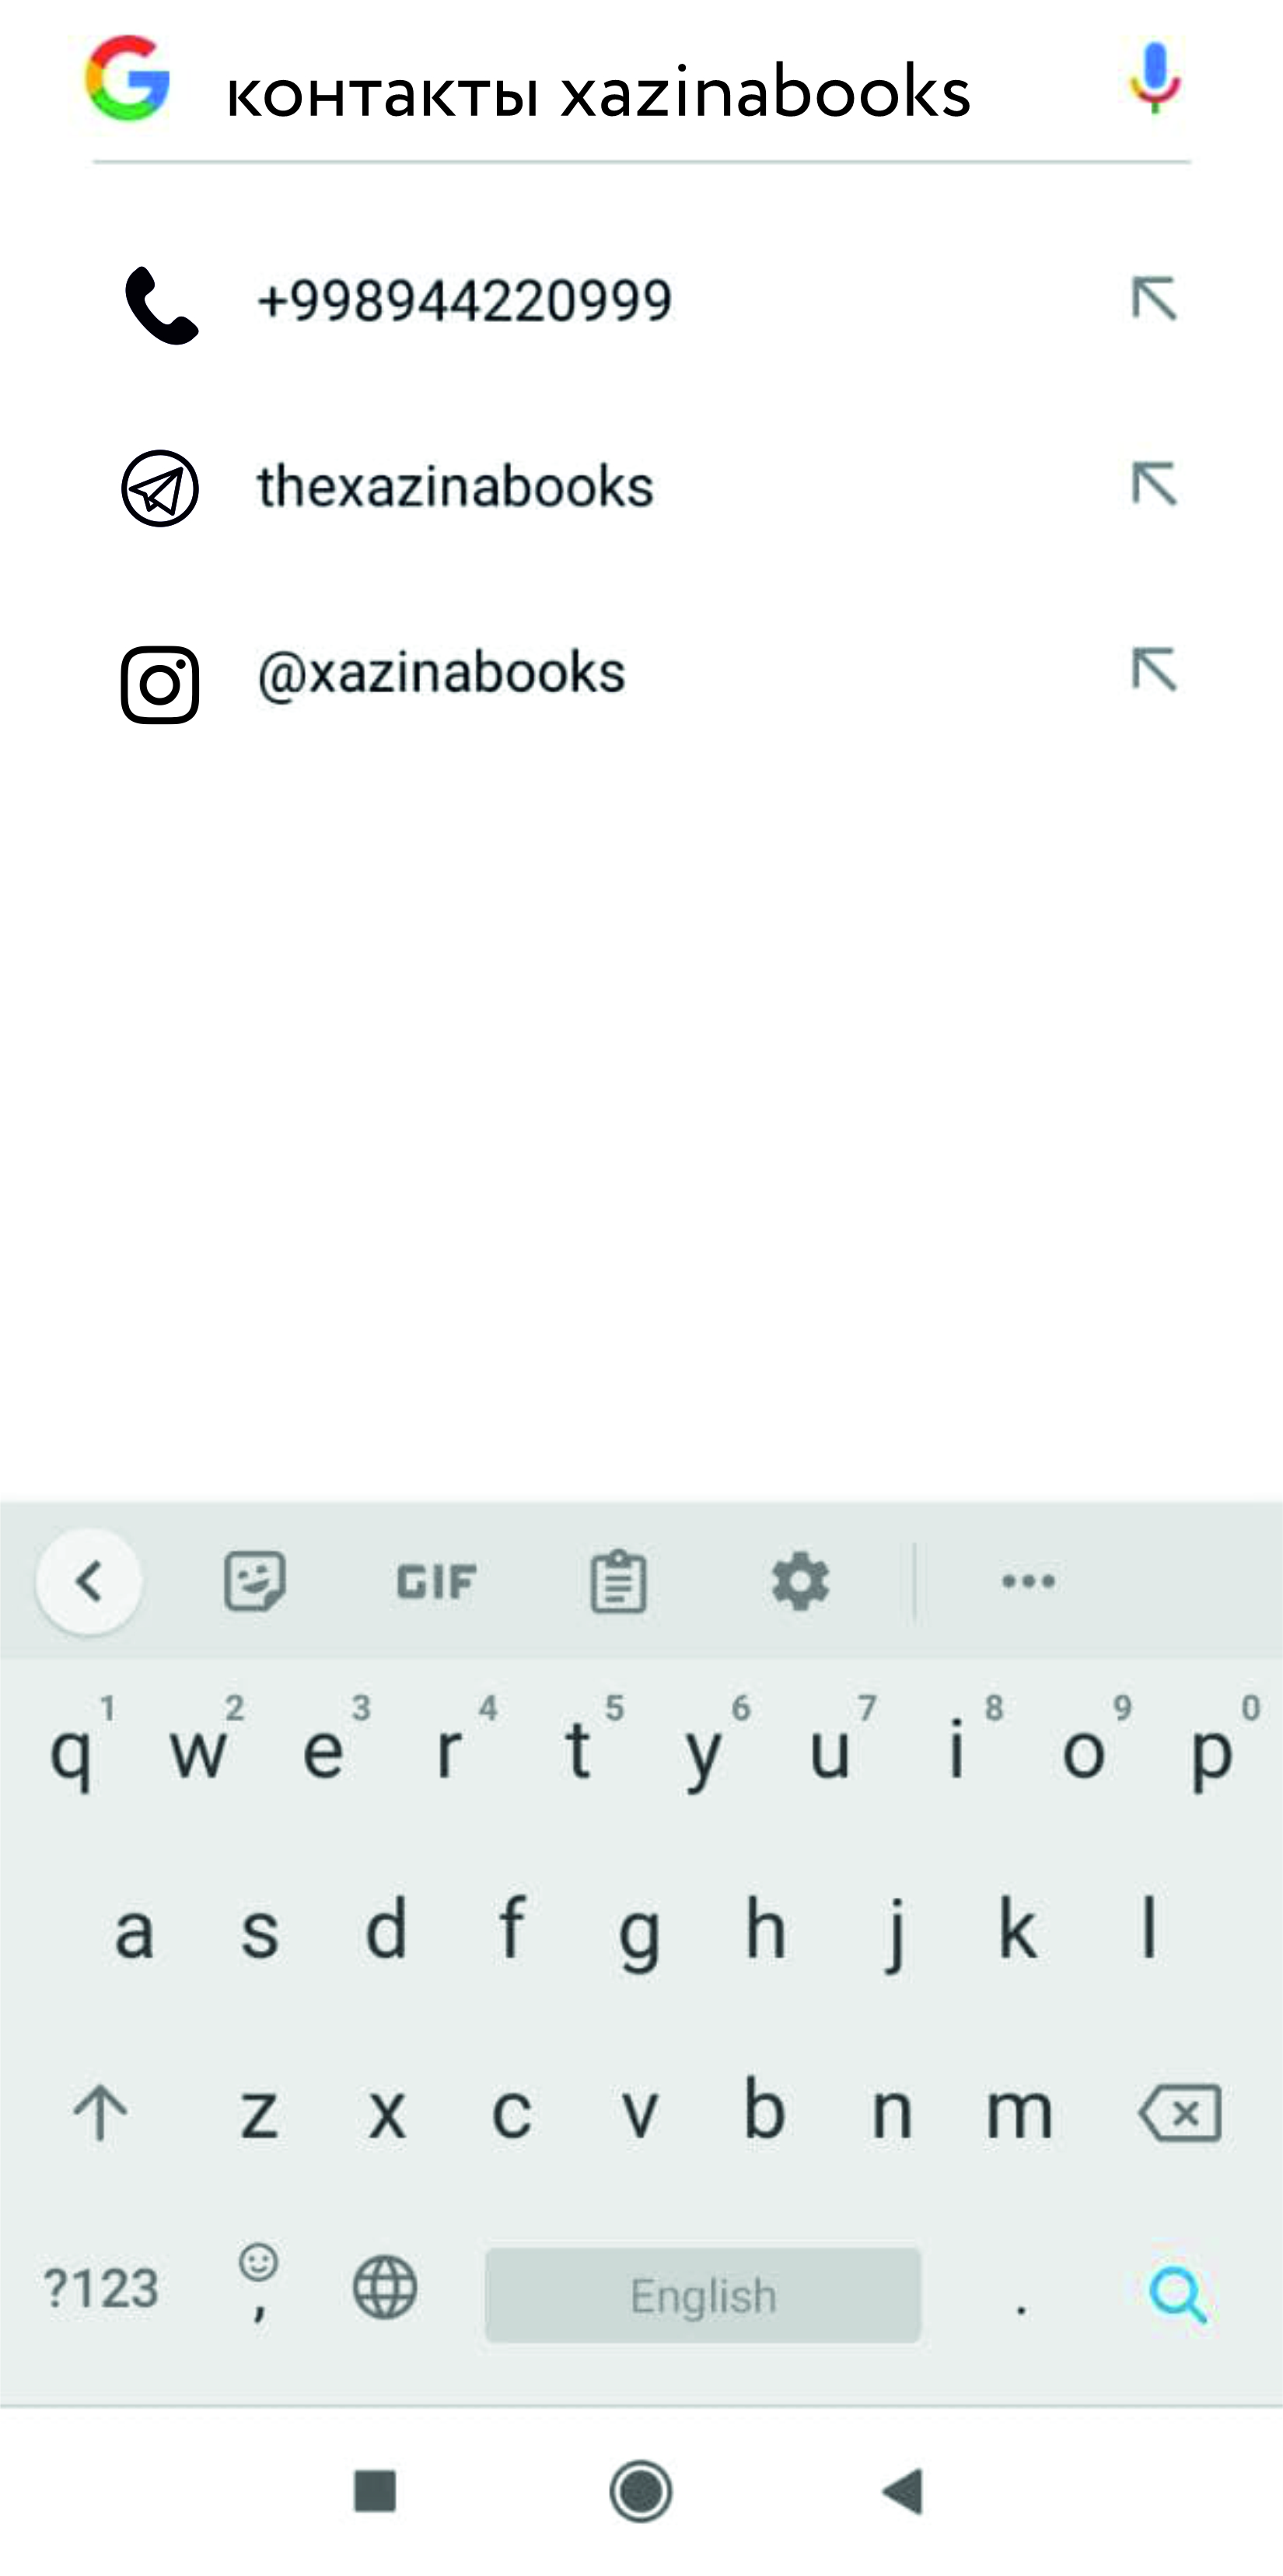 контакты xazinabooks
+998944220999
thexazinabooks
@xazinabooks
GIF
1 2 3 4 5 6 7 8 9 0
q w e r t y u i o p
a s d f g h j k l
z x c v b n m
?123 , English .